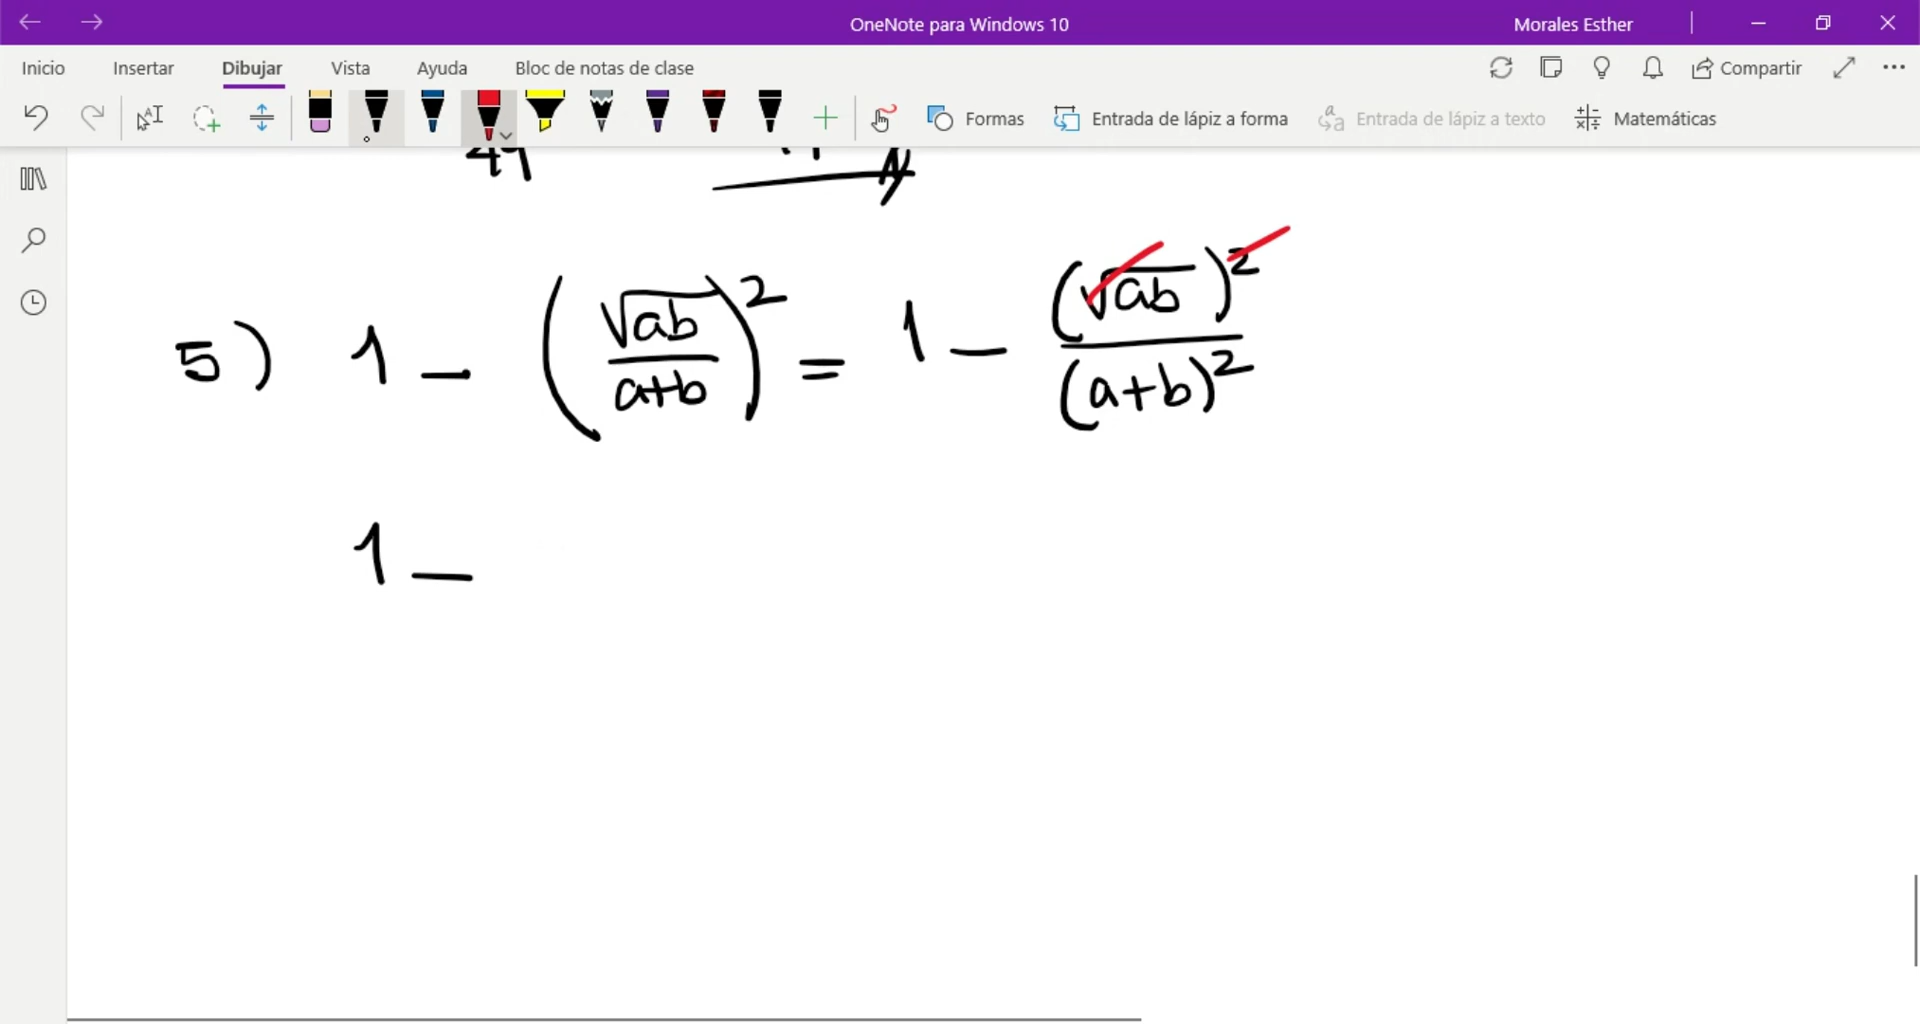 OneNote para Windows 10
Morales Esther
Inicio Insertar Dibujar Vista Ayuda Bloc de notas de clase
Compartir
Formas Entrada de lápiz a forma Entrada de lápiz a texto Matemáticas
49
5) 1 - (√ab / a+b)² = 1 - (√ab)² / (a+b)²
1 -